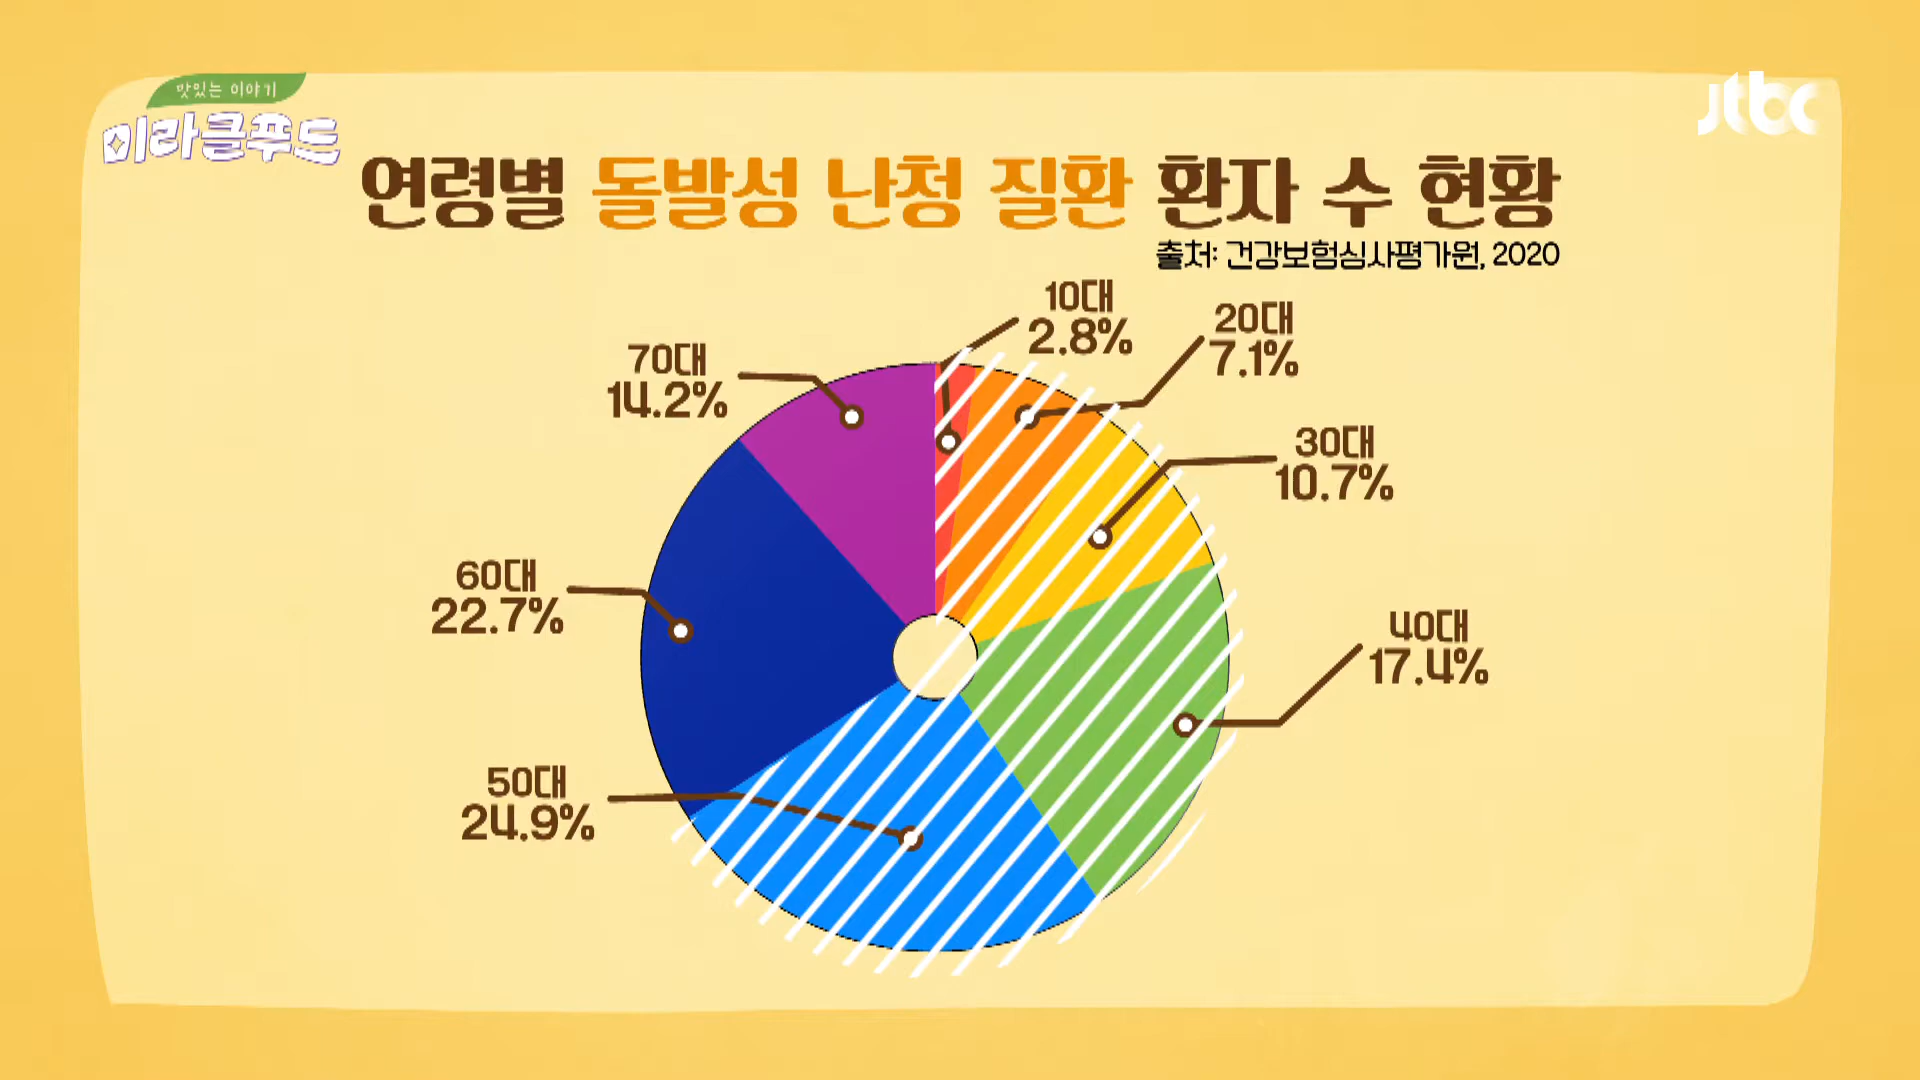 맛있는 이야기
미라클푸드
jtbc
연령별 돌발성 난청 질환 환자 수 현황
출처: 건강보험심사평가원, 2020
10대
2.8%
20대
7.1%
30대
10.7%
40대
17.4%
50대
24.9%
60대
22.7%
70대
14.2%